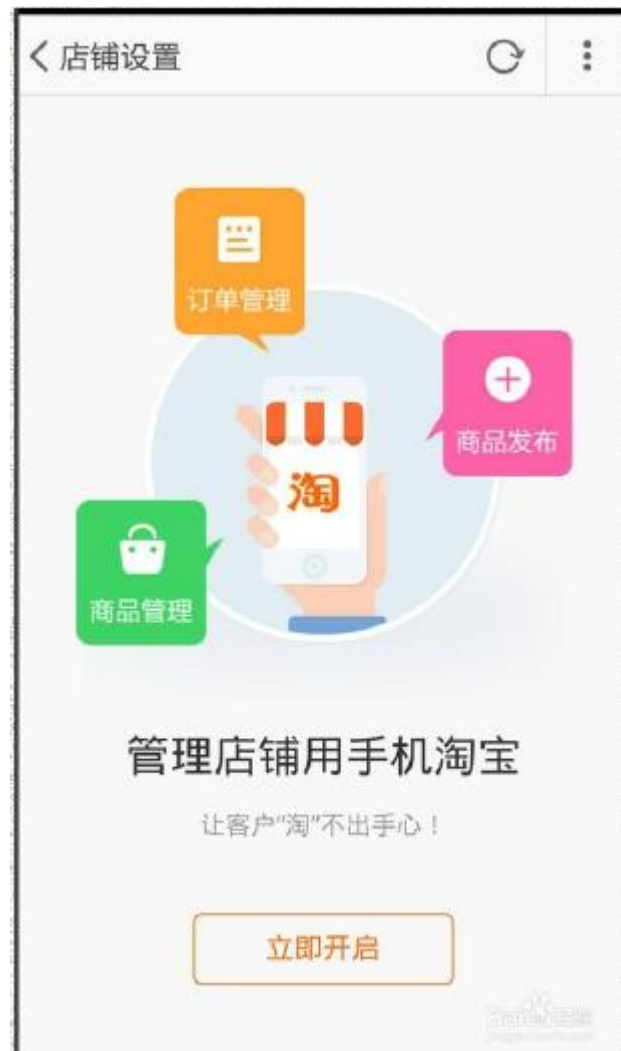 店铺设置
订单管理
商品发布
淘
商品管理
管理店铺用手机淘宝
让客户“淘”不出手心！
立即开启